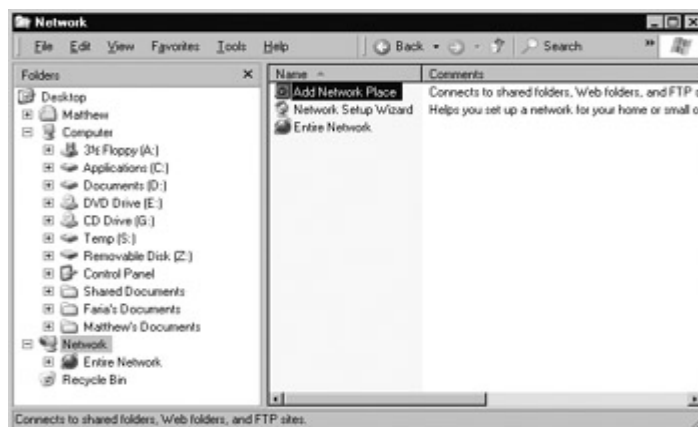 Network
File Edit View Favorites Tools Help Back Search »
Folders
Desktop
Matthew
Computer
3½ Floppy (A:)
Applications (C:)
Documents (D:)
DVD Drive (E:)
CD Drive (G:)
Temp (S:)
Removable Disk (Z:)
Control Panel
Shared Documents
Faria's Documents
Matthew's Documents
Network
Entire Network
Recycle Bin
Name Comments
Add Network Place Connects to shared folders, Web folders, and FTP
Network Setup Wizard Helps you set up a network for your home or small
Entire Network
Connects to shared folders, Web folders, and FTP sites.